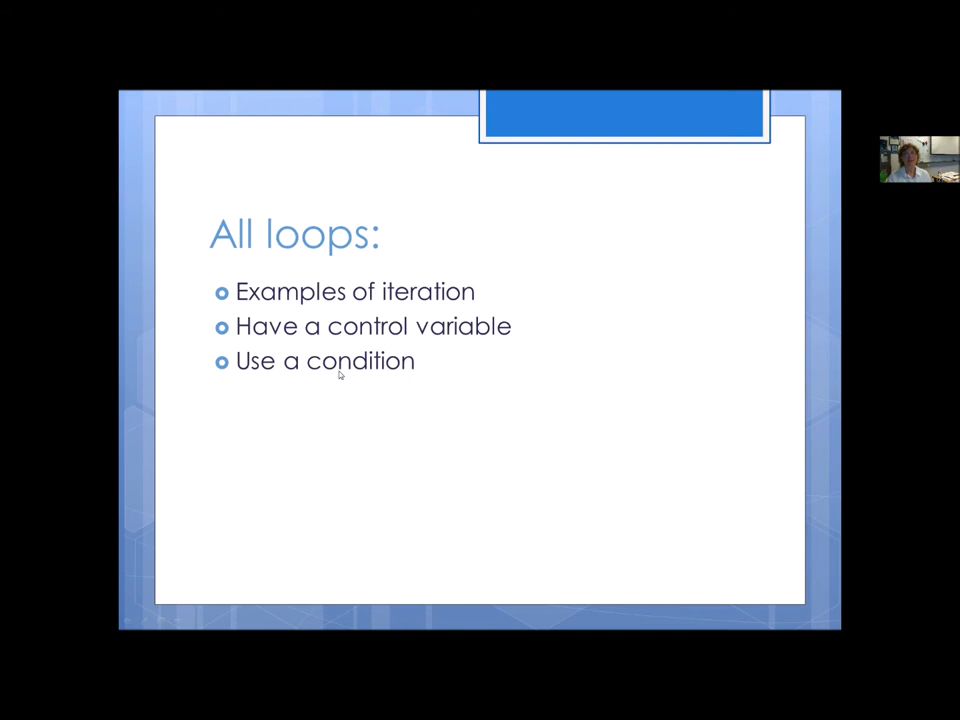 All loops:
Examples of iteration
Have a control variable
Use a condition